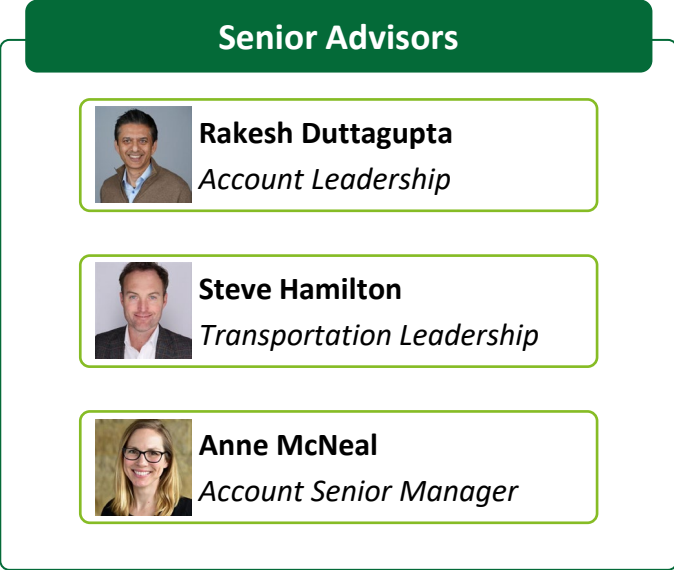 Senior Advisors
Rakesh Duttagupta
Account Leadership
Steve Hamilton
Transportation Leadership
Anne McNeal
Account Senior Manager